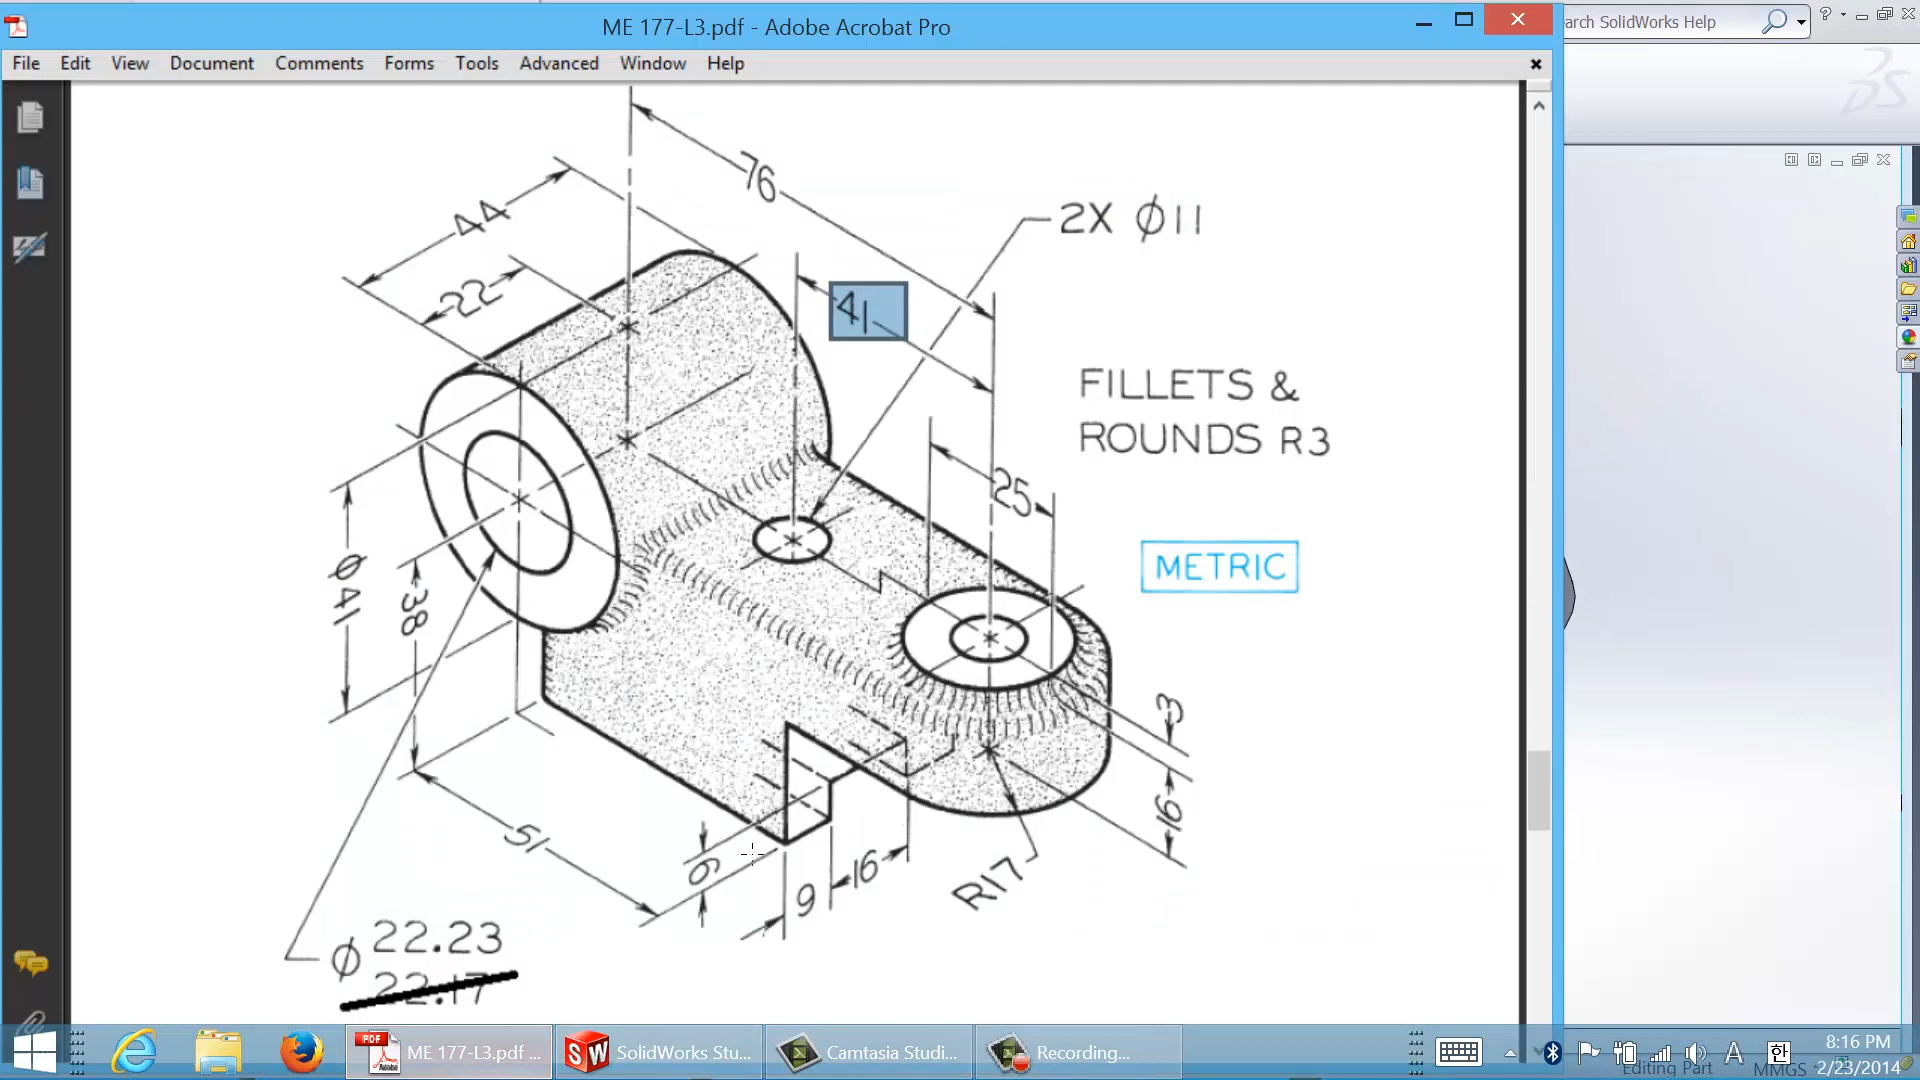 ME 177-L3.pdf - Adobe Acrobat Pro
arch SolidWorks Help
File Edit View Document Comments Forms Tools Advanced Window Help
76
44
2X Ø11
22
41
FILLETS &
ROUNDS R3
25
METRIC
Ø41
38
3
16
51
6
9
16
R17
Ø 22.23
22.17
ME 177-L3.pdf ...
SolidWorks Stu...
Camtasia Studi...
Recording...
8:16 PM
한
2/23/2014
Editing Part
MMGS